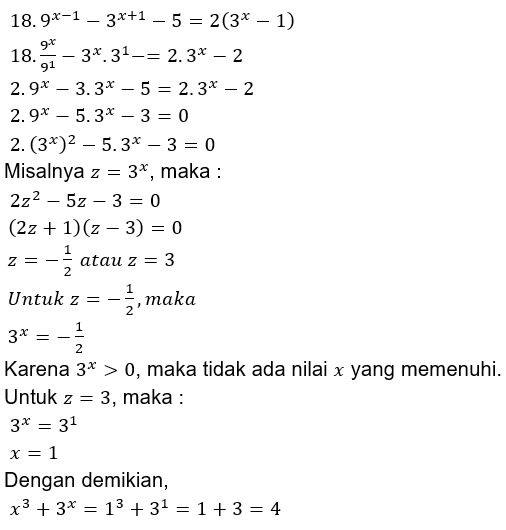 18. 9^{x−1} − 3^{x+1} − 5 = 2(3^x − 1)
18. \frac{9^x}{9^1} − 3^x. 3^1−= 2. 3^x − 2
2. 9^x − 3. 3^x − 5 = 2. 3^x − 2
2. 9^x − 5. 3^x − 3 = 0
2. (3^x)^2 − 5. 3^x − 3 = 0
Misalnya z = 3^x, maka :
2z^2 − 5z − 3 = 0
(2z + 1)(z − 3) = 0
z = −\frac{1}{2} atau z = 3
Untuk z = −\frac{1}{2}, maka
3^x = −\frac{1}{2}
Karena 3^x > 0, maka tidak ada nilai x yang memenuhi.
Untuk z = 3, maka :
3^x = 3^1
x = 1
Dengan demikian,
x^3 + 3^x = 1^3 + 3^1 = 1 + 3 = 4